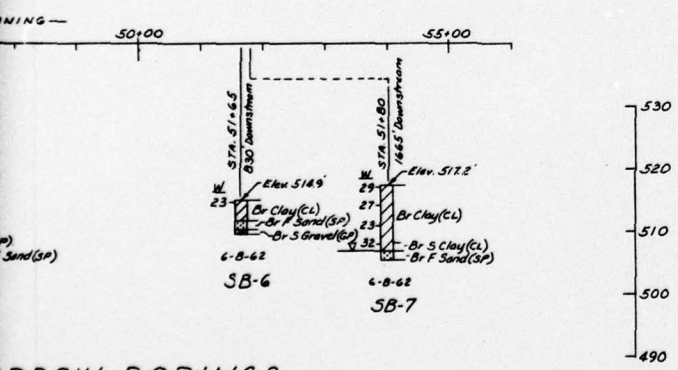 NING—
50+00
55+00
STA. 51+65
830' Downstream
STA. 51+80
1665' Downstream
530
520
510
500
490
W
23
Elev. 514.9'
Br Clay(CL)
Br F Sand(SP)
Br S Gravel(GP)
6-8-62
SB-6
W
29
27
23
32
Elev. 517.2'
Br Clay(CL)
Br S Clay(CL)
Br F Sand(SP)
6-8-62
SB-7
P)
Sand(SP)